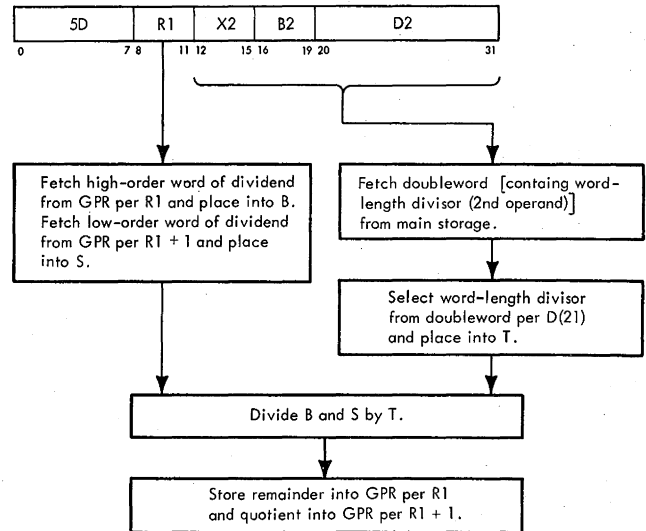 5D R1 X2 B2 D2
0 7 8 11 12 15 16 19 20 31
Fetch high-order word of dividend
from GPR per R1 and place into B.
Fetch low-order word of dividend
from GPR per R1 + 1 and place
into S.
Fetch doubleword [containg word-
length divisor (2nd operand)]
from main storage.
Select word-length divisor
from doubleword per D(21)
and place into T.
Divide B and S by T.
Store remainder into GPR per R1
and quotient into GPR per R1 + 1.